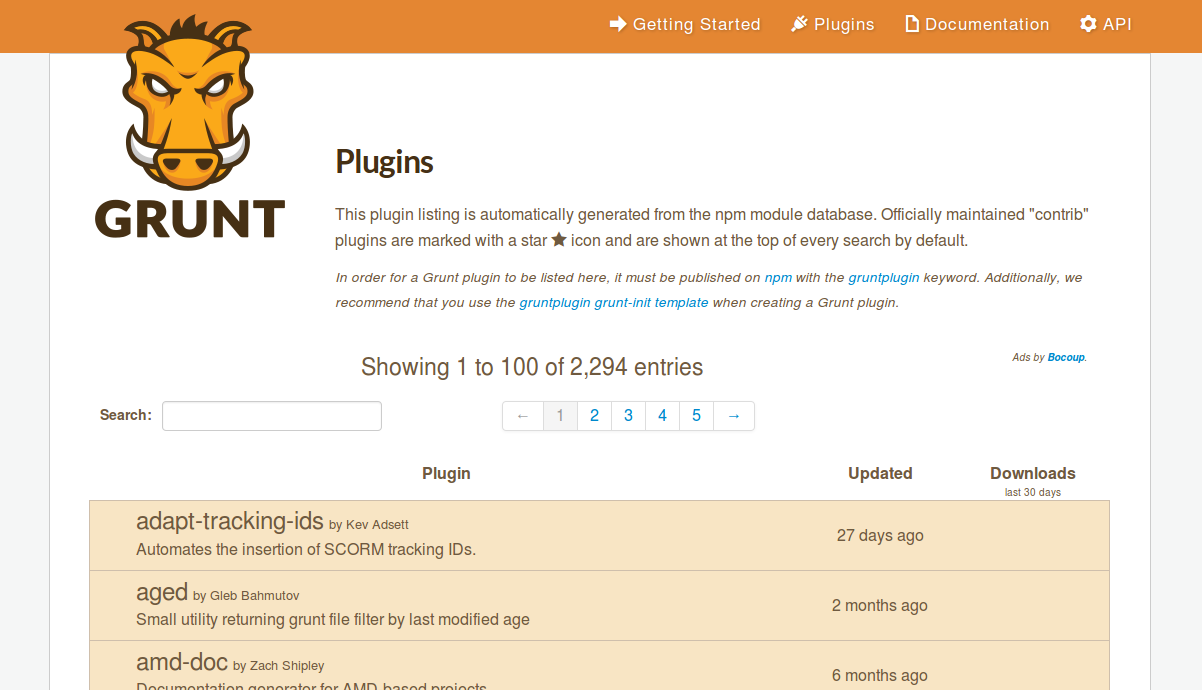 Getting Started Plugins Documentation API
GRUNT
Plugins
This plugin listing is automatically generated from the npm module database. Officially maintained "contrib"
plugins are marked with a star icon and are shown at the top of every search by default.
In order for a Grunt plugin to be listed here, it must be published on npm with the gruntplugin keyword. Additionally, we
recommend that you use the gruntplugin grunt-init template when creating a Grunt plugin.
Showing 1 to 100 of 2,294 entries
Ads by Bocoup.
Search: ← 1 2 3 4 5 →
Plugin Updated Downloads
last 30 days
adapt-tracking-ids by Kev Adsett
Automates the insertion of SCORM tracking IDs.
27 days ago
aged by Gleb Bahmutov
Small utility returning grunt file filter by last modified age
2 months ago
amd-doc by Zach Shipley
Documentation generator for AMD-based projects
6 months ago